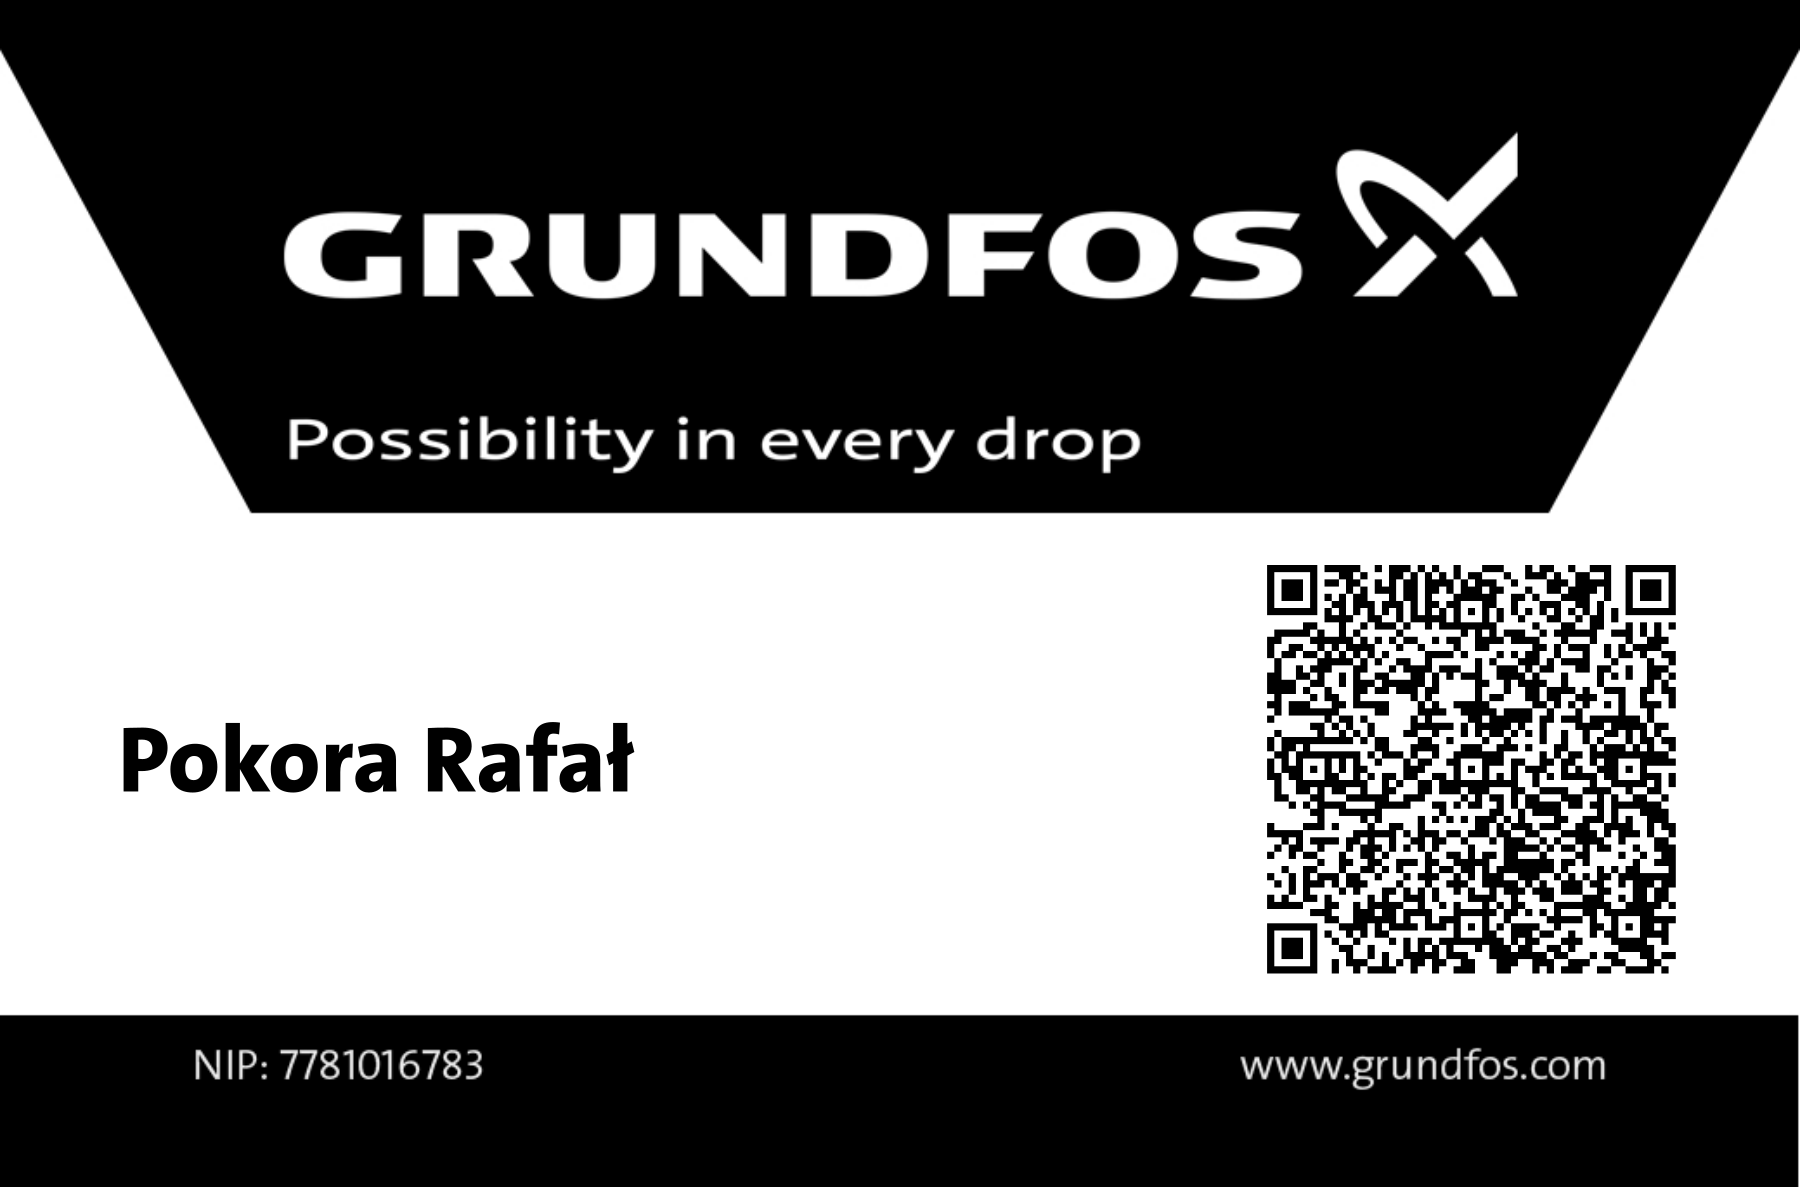 GRUNDFOS
Possibility in every drop
Pokora Rafał
NIP: 7781016783
www.grundfos.com